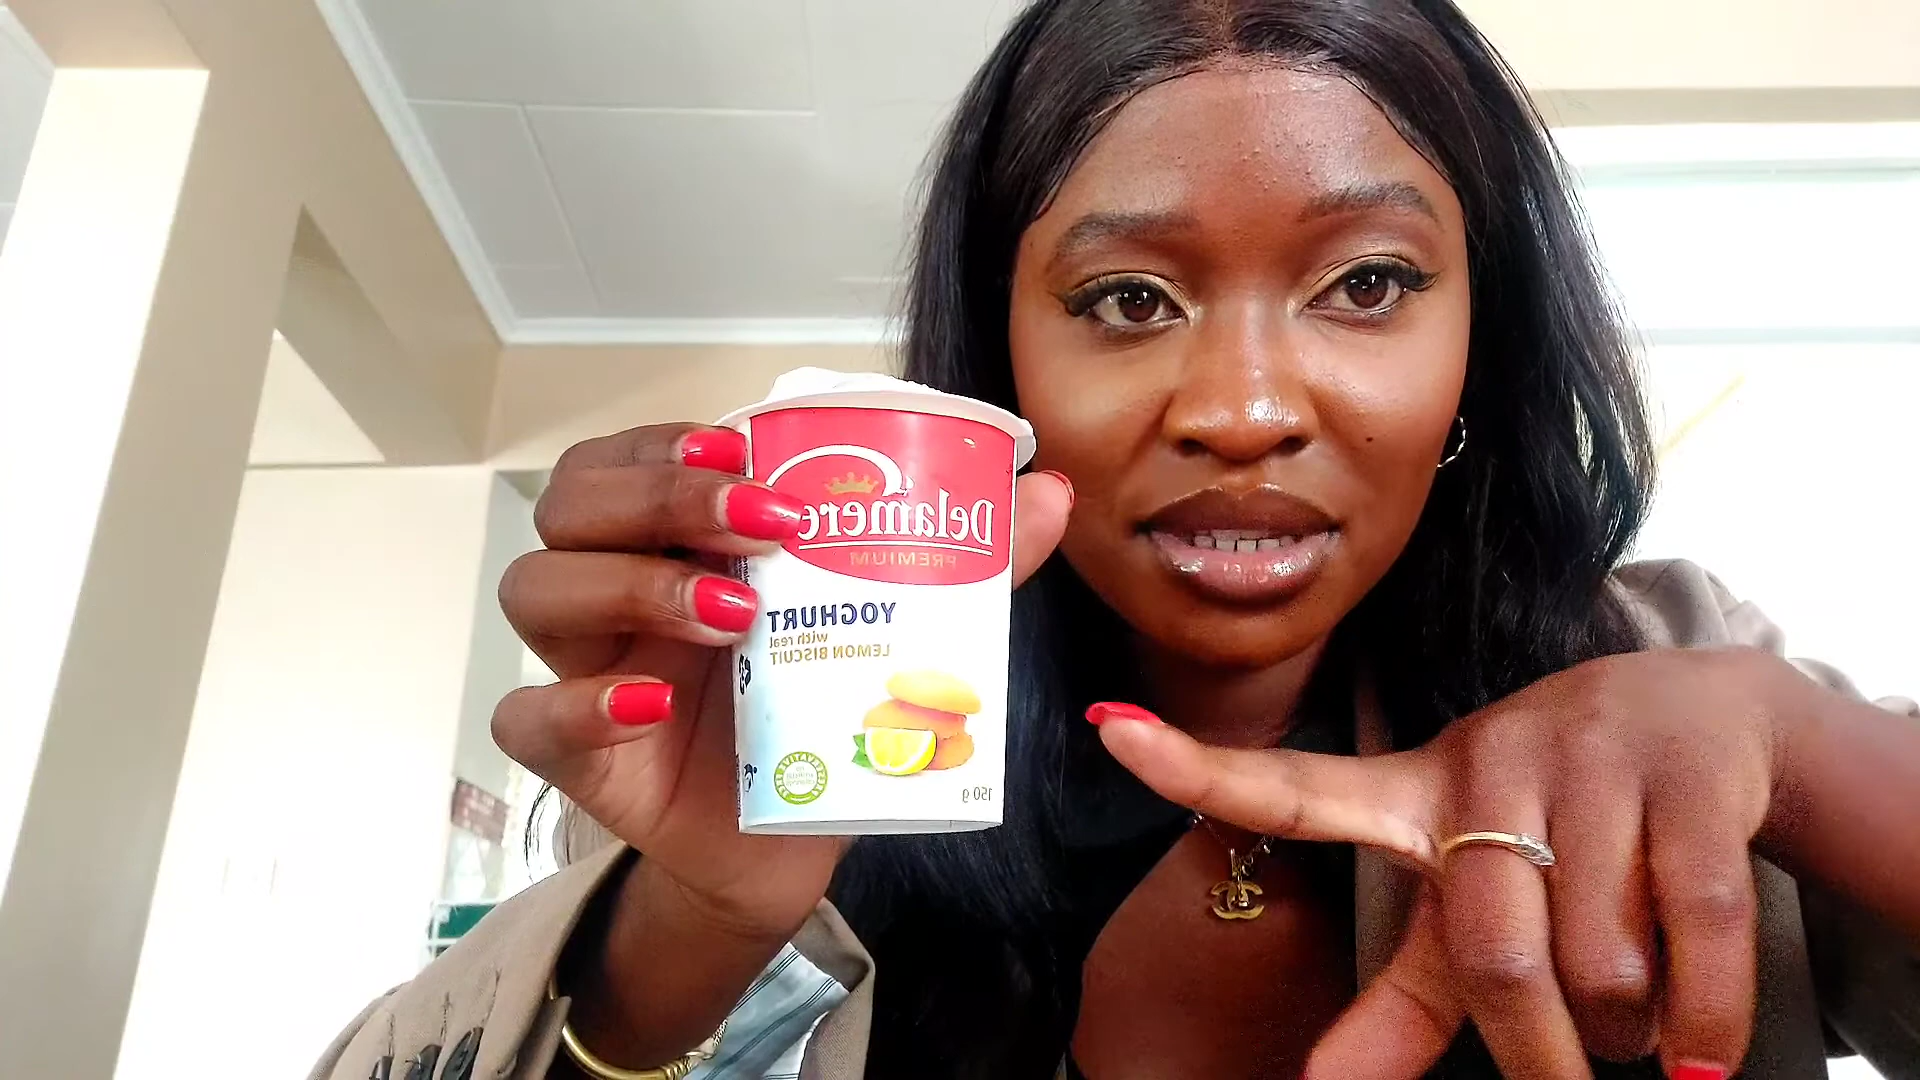 Delamere
PREMIUM
YOGHURT
with real
LEMON BISCUIT
150 g